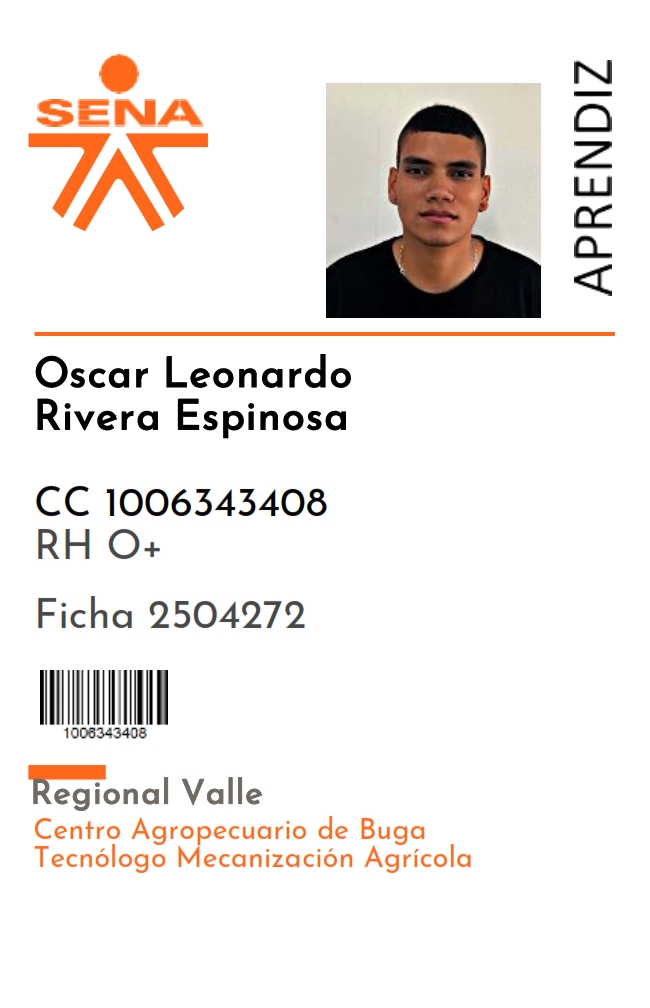 SENA
APRENDIZ
Oscar Leonardo
Rivera Espinosa
CC 1006343408
RH O+
Ficha 2504272
1006343408
Regional Valle
Centro Agropecuario de Buga
Tecnólogo Mecanización Agrícola